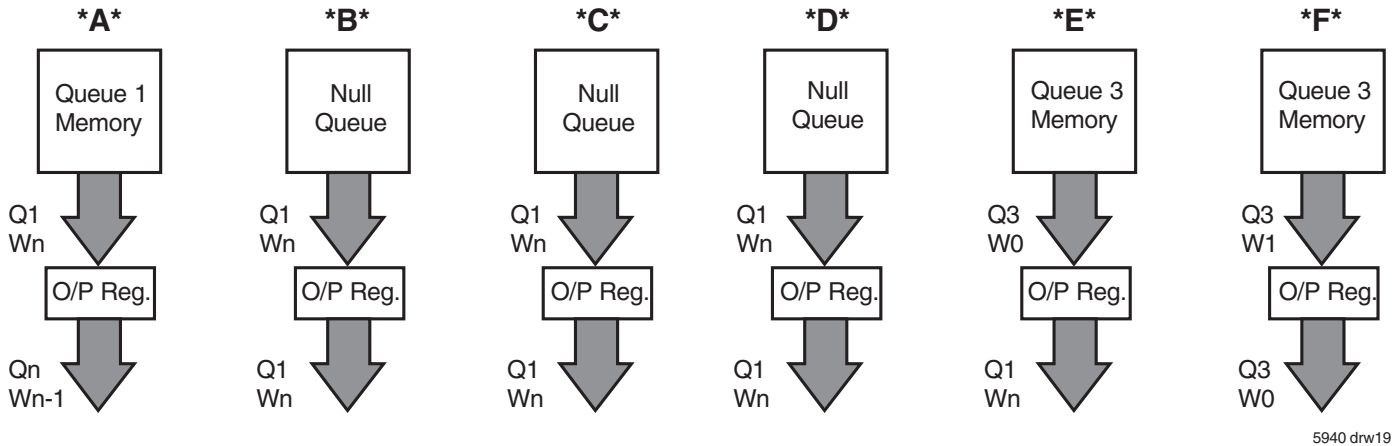 *A*
*B*
*C*
*D*
*E*
*F*
Queue 1
Memory
Null
Queue
Null
Queue
Null
Queue
Queue 3
Memory
Queue 3
Memory
Q1
Wn
Q1
Wn
Q1
Wn
Q1
Wn
Q3
W0
Q3
W1
O/P Reg.
O/P Reg.
O/P Reg.
O/P Reg.
O/P Reg.
O/P Reg.
Qn
Wn-1
Q1
Wn
Q1
Wn
Q1
Wn
Q1
Wn
Q3
W0
5940 drw19